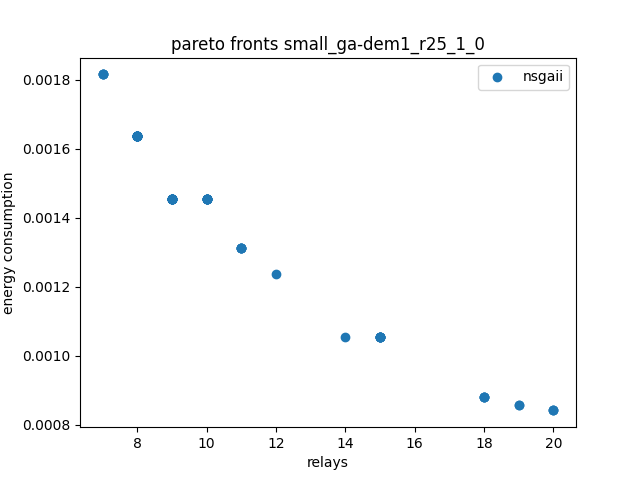 pareto fronts small_ga-dem1_r25_1_0
nsgaii
0.0018
0.0016
0.0014
0.0012
0.0010
0.0008
energy consumption
8 10 12 14 16 18 20
relays